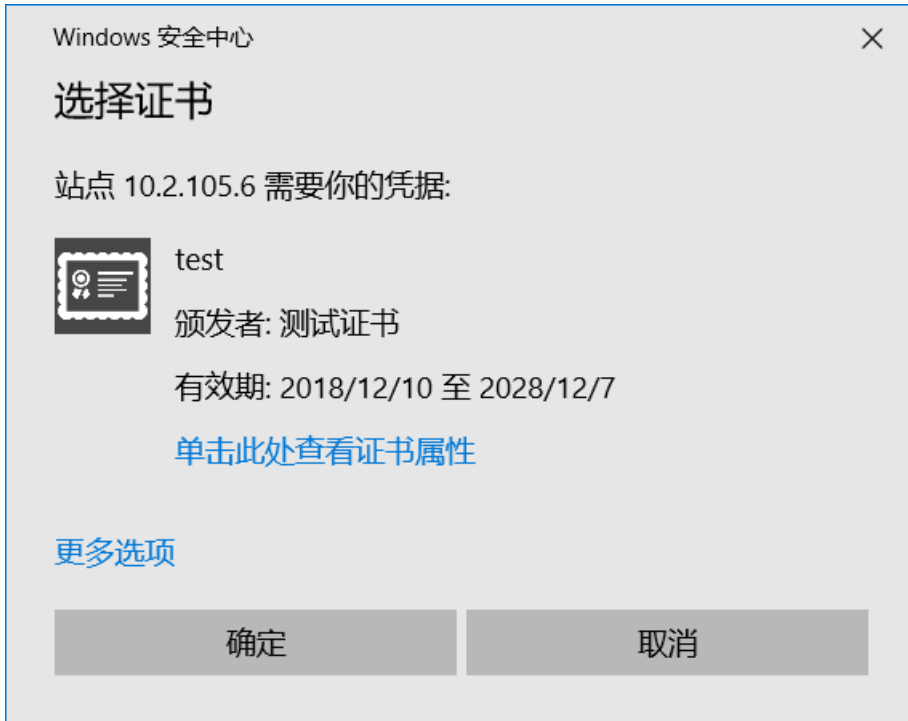 Windows 安全中心
选择证书
站点 10.2.105.6 需要你的凭据:
test
颁发者: 测试证书
有效期: 2018/12/10 至 2028/12/7
单击此处查看证书属性
更多选项
确定
取消